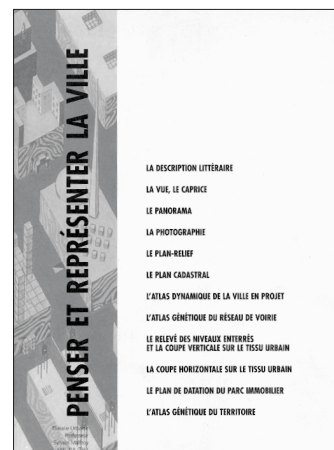 PENSER ET REPRÉSENTER LA VILLE
LA DESCRIPTION LITTÉRAIRE
LA VUE, LE CAPRICE
LE PANORAMA
LA PHOTOGRAPHIE
LE PLAN-RELIEF
LE PLAN CADASTRAL
L'ATLAS DYNAMIQUE DE LA VILLE EN PROJET
L'ATLAS GÉNÉTIQUE DU RÉSEAU DE VOIRIE
LE RELEVÉ DES NIVEAUX ENTERRÉS
ET LA COUPE VERTICALE SUR LE TISSU URBAIN
LA COUPE HORIZONTALE SUR LE TISSU URBAIN
LE PLAN DE DATATION DU PARC IMMOBILIER
L'ATLAS GÉNÉTIQUE DU TERRITOIRE